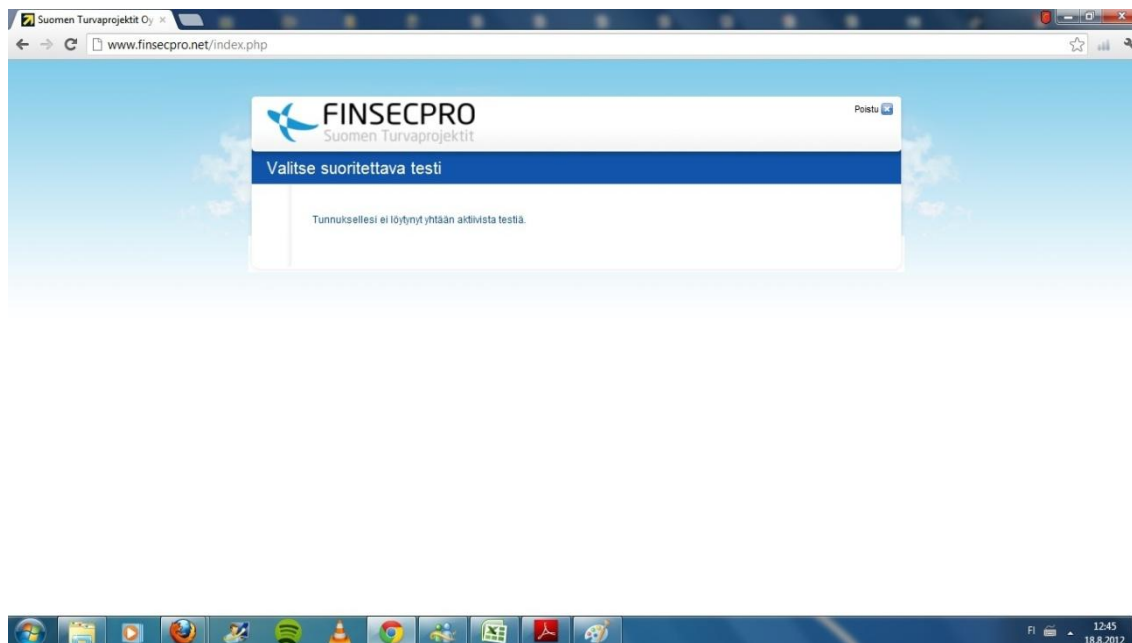 Suomen Turvaprojektit Oy
www.finsecpro.net/index.php
FINSECPRO
Suomen Turvaprojektit
Poistu
Valitse suoritettava testi
Tunnuksellesi ei löytynyt yhtään aktiivista testiä.
FI
12:45
18.8.2012